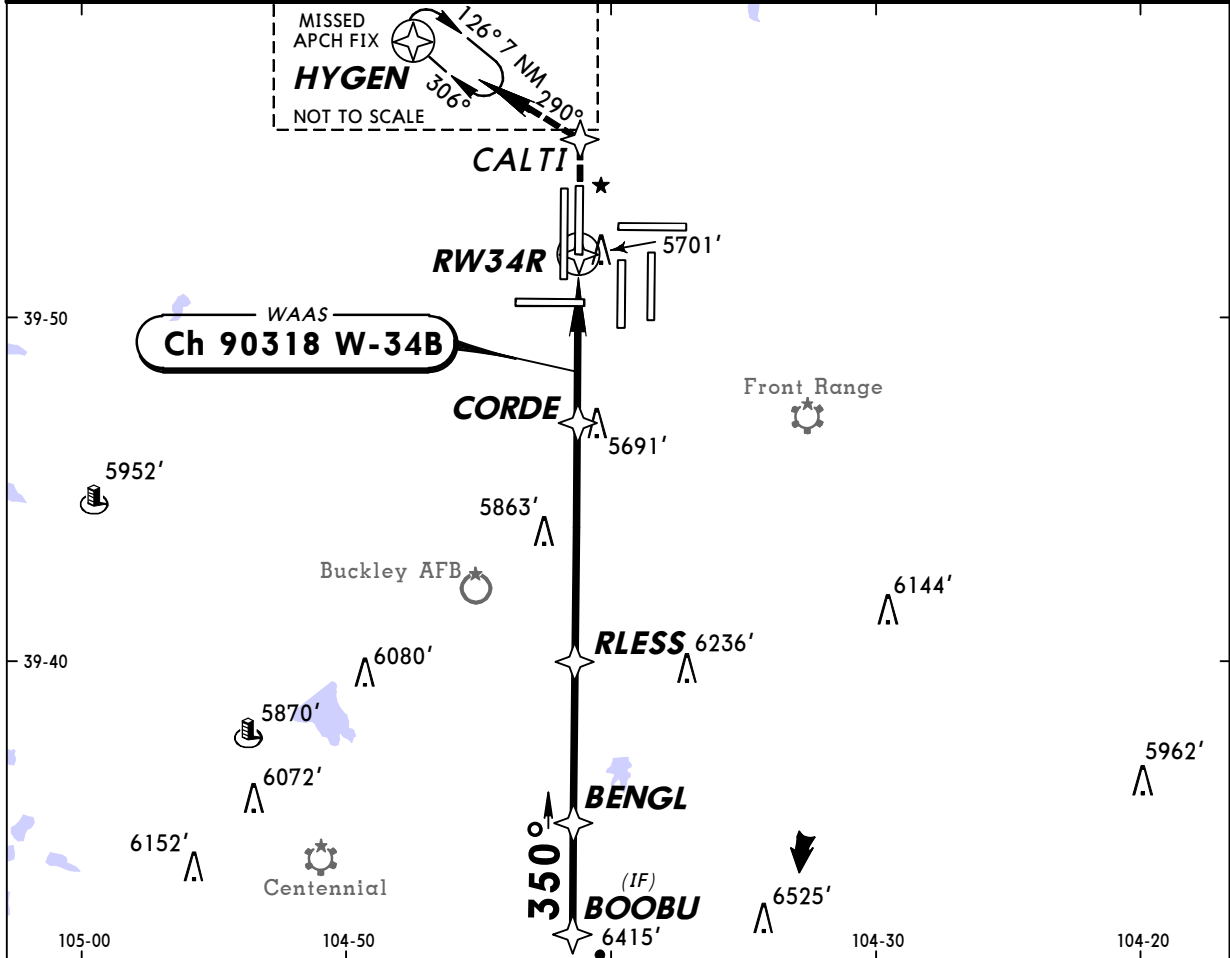 MISSED
APCH FIX
HYGEN
NOT TO SCALE
126° 7 NM
306°
290°
CALTI
RW34R
5701'
39-50
WAAS
Ch 90318 W-34B
Front Range
CORDE
5691'
5952'
5863'
Buckley AFB
6144'
RLESS
6236'
39-40
6080'
5870'
5962'
6072'
BENGL
6152'
350°
Centennial
(IF)
BOOBU
6525'
6415'
105-00
104-50
104-30
104-20